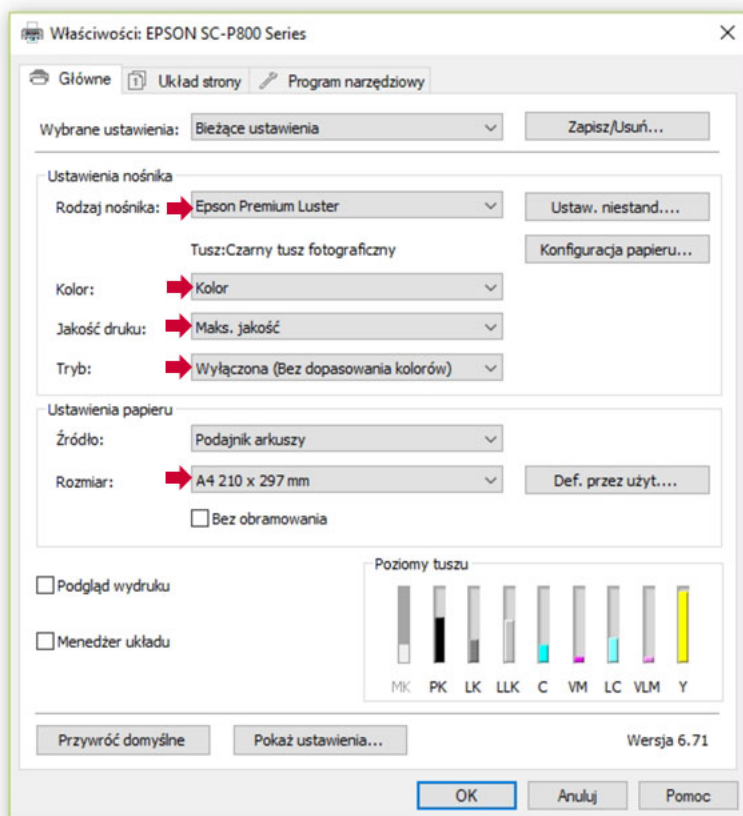 Właściwości: EPSON SC-P800 Series
Główne Układ strony Program narzędziowy
Wybrane ustawienia: Bieżące ustawienia Zapisz/Usuń...
Ustawienia nośnika
Rodzaj nośnika: Epson Premium Luster Ustaw. niestand....
Tusz:Czarny tusz fotograficzny Konfiguracja papieru...
Kolor: Kolor
Jakość druku: Maks. jakość
Tryb: Wyłączona (Bez dopasowania kolorów)
Ustawienia papieru
Źródło: Podajnik arkuszy
Rozmiar: A4 210 x 297 mm Def. przez użyt....
Bez obramowania
Poziomy tuszu
Podgląd wydruku
Menedżer układu
MK PK LK LLK C VM LC VLM Y
Przywróć domyślne Pokaż ustawienia... Wersja 6.71
OK Anuluj Pomoc